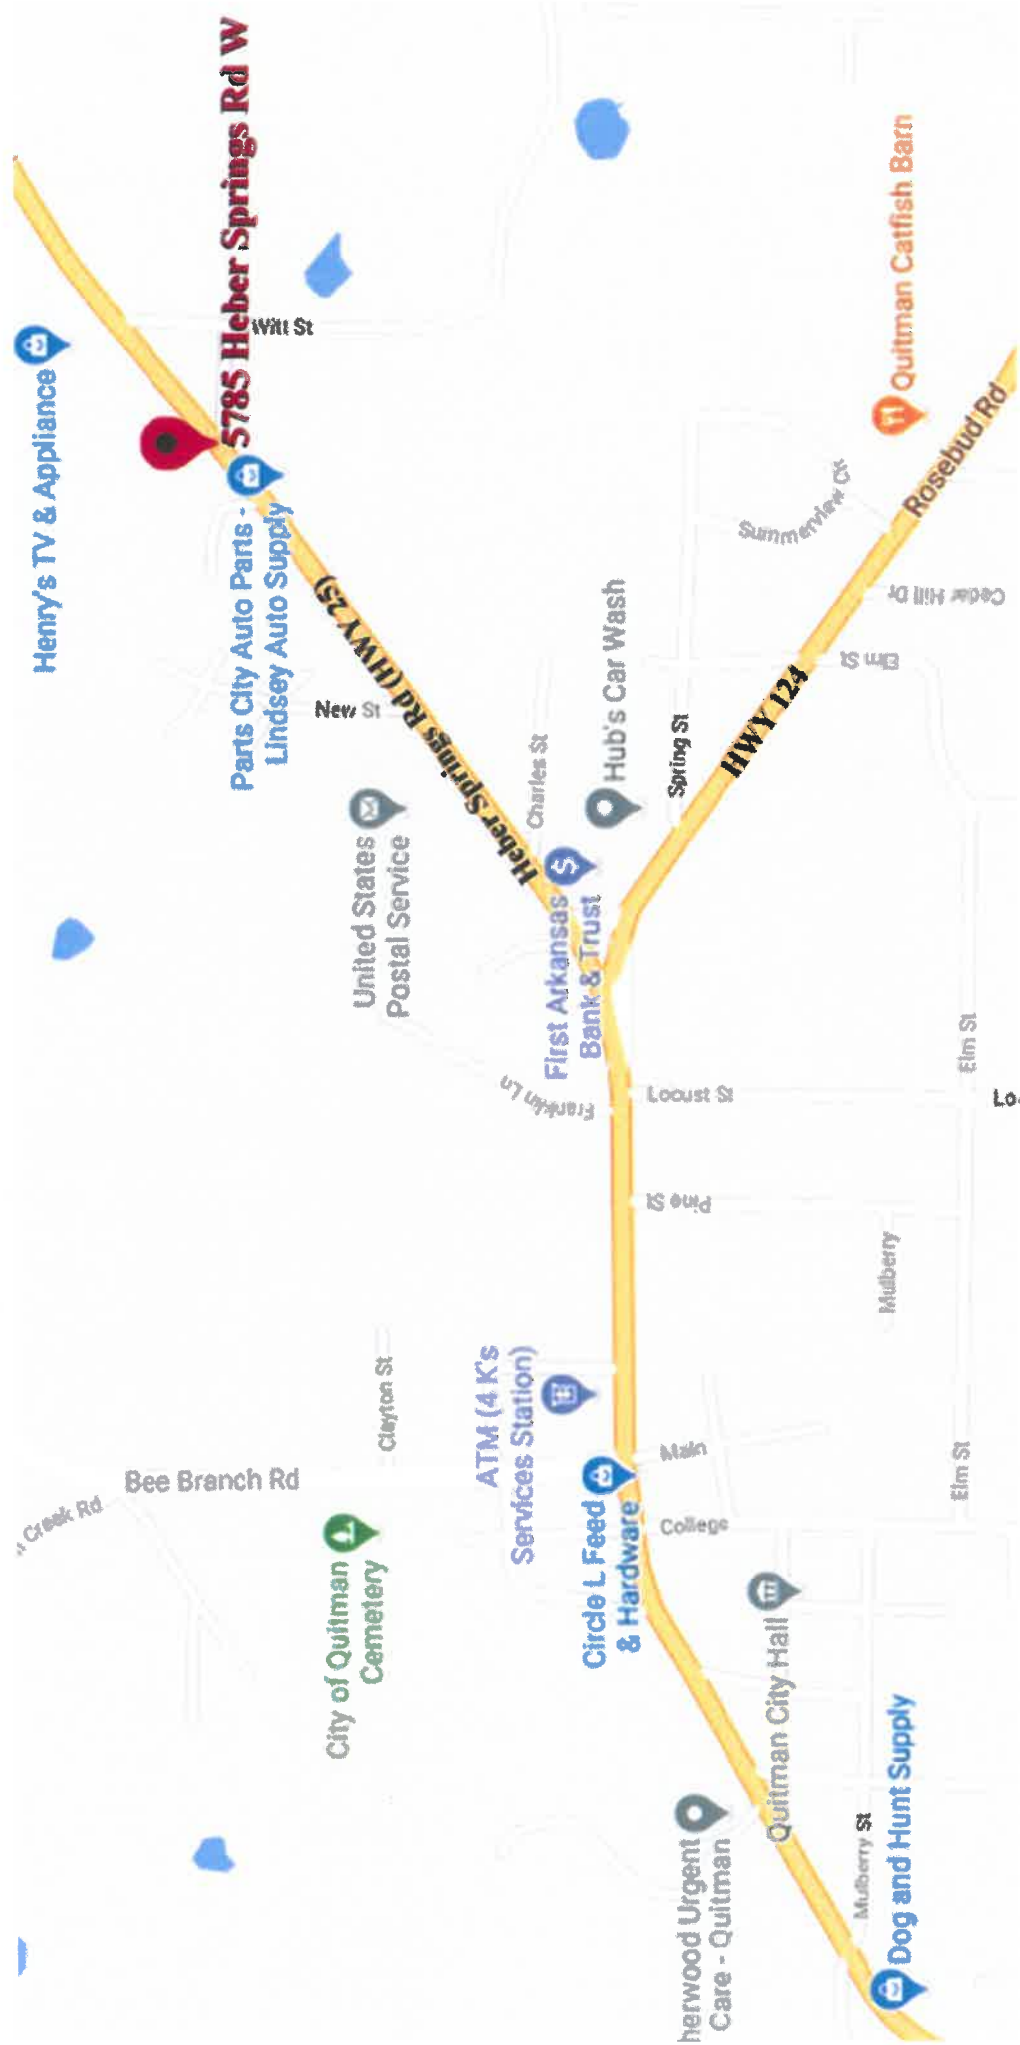 5785 Heber Springs Rd W
Henry's TV & Appliance
Witt St
Parts City Auto Parts -
Lindsey Auto Supply
Quitman Catfish Barn
Rosebud Rd
Summerview Cir
Cedar Hill Dr
Elm St
HWY 124
Spring St
Hub's Car Wash
Charles St
Heber Springs Rd (HWY 25)
New St
United States
Postal Service
First Arkansas
Bank & Trust
Franklin Ln
Locust St
Elm St
Lo
Pine St
Mulberry
Clayton St
ATM (4 K's
Services Station)
Main
Elm St
Bee Branch Rd
Creek Rd
City of Quitman
Cemetery
Circle L Feed
& Hardware
College
Quitman City Hall
herwood Urgent
Care - Quitman
Mulberry St
Dog and Hunt Supply